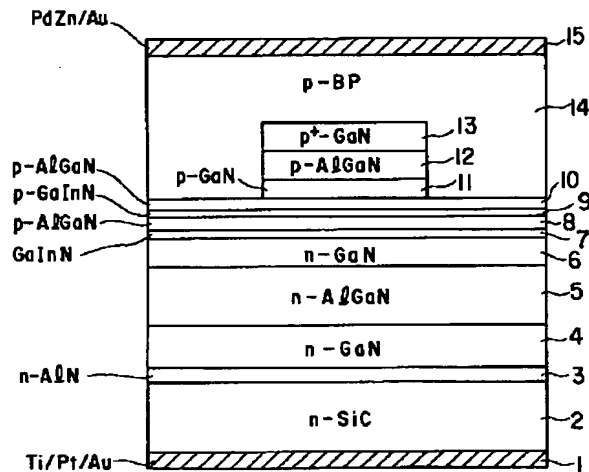 PdZn/Au
15
p-BP
14
13
p⁺-GaN
12
p-AlGaN
p-GaN
11
p-AlGaN
10
p-GaInN
9
p-AlGaN
8
GaInN
7
n-GaN
6
n-AlGaN
5
n-GaN
4
n-AlN
3
n-SiC
2
Ti/Pt/Au
1